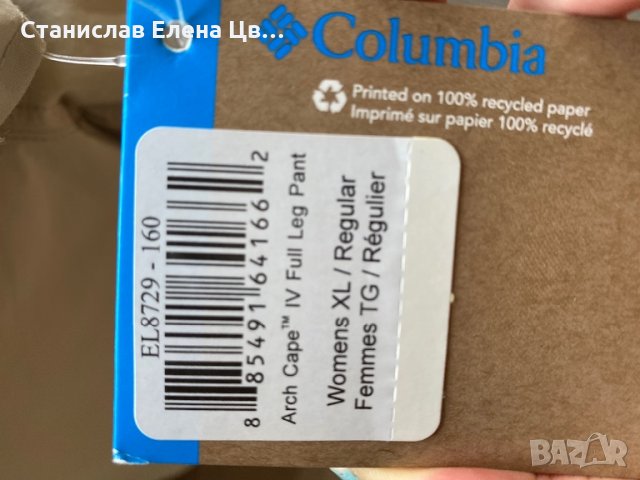 Станислав Елена Цв...
Columbia
Printed on 100% recycled paper
Imprimé sur papier 100% recyclé
EL8729 - 160
8 85491 64166 2
Arch Cape™ IV Full Leg Pant
Womens XL / Regular
Femmes TG / Régulier
BAZAR